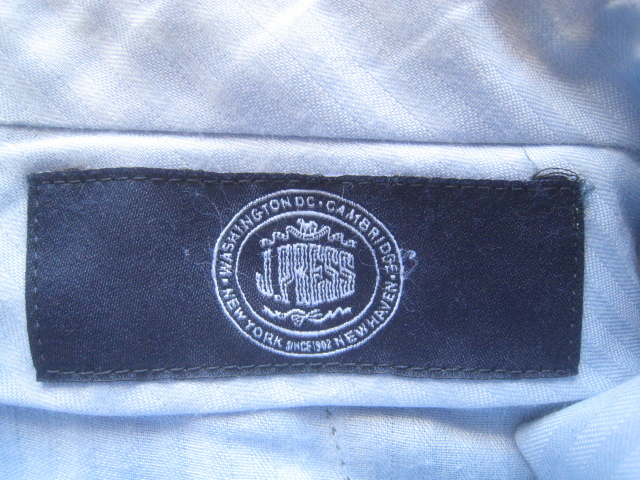 WASHINGTON DC · CAMBRIDGE
J.PRESS
· NEW YORK SINCE 1902 NEW HAVEN ·